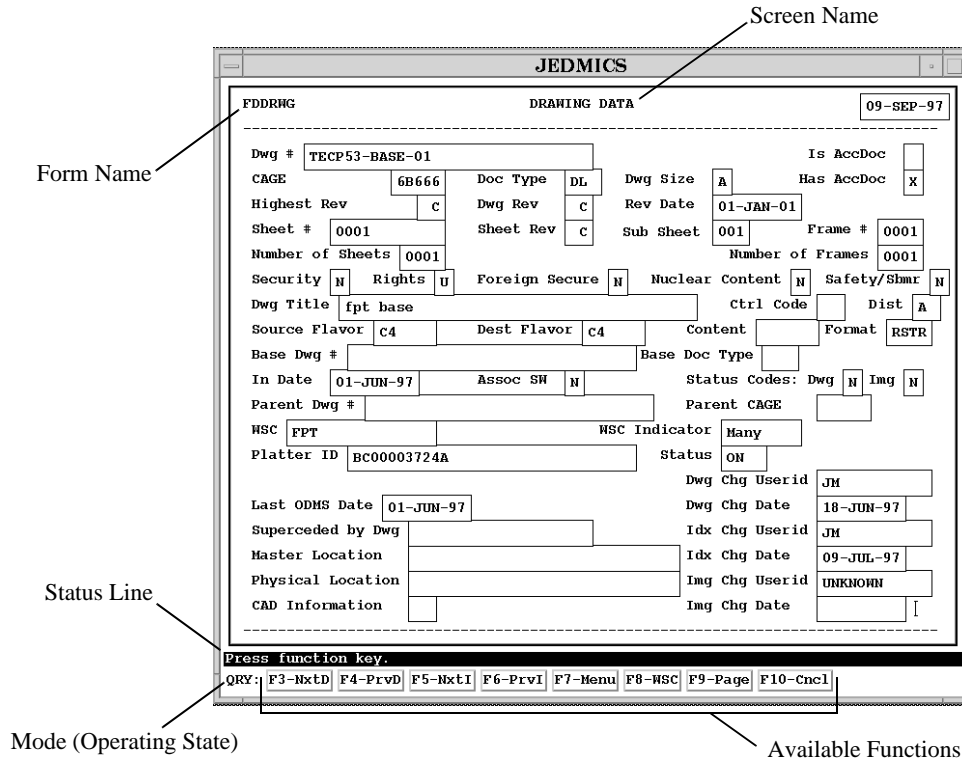 Screen Name
JEDMICS
FDDRWG DRAWING DATA 09-SEP-97
Form Name
Dwg # TECP53-BASE-01 Is AccDoc
CAGE 6B666 Doc Type DL Dwg Size A Has AccDoc X
Highest Rev C Dwg Rev C Rev Date 01-JAN-01
Sheet # 0001 Sheet Rev C Sub Sheet 001 Frame # 0001
Number of Sheets 0001 Number of Frames 0001
Security N Rights U Foreign Secure N Nuclear Content N Safety/Sbmr N
Dwg Title fpt base Ctrl Code Dist A
Source Flavor C4 Dest Flavor C4 Content Format RSTR
Base Dwg # Base Doc Type
In Date 01-JUN-97 Assoc SW N Status Codes: Dwg N Img N
Parent Dwg # Parent CAGE
WSC FPT WSC Indicator Many
Platter ID BC00003724A Status ON
Dwg Chg Userid JM
Last ODMS Date 01-JUN-97 Dwg Chg Date 18-JUN-97
Superceded by Dwg Idx Chg Userid JM
Master Location Idx Chg Date 09-JUL-97
Physical Location Img Chg Userid UNKNOWN
CAD Information Img Chg Date
Status Line
Press function key.
QRY: F3-NxtD F4-PrvD F5-NxtI F6-PrvI F7-Menu F8-WSC F9-Page F10-Cncl
Mode (Operating State)
Available Functions